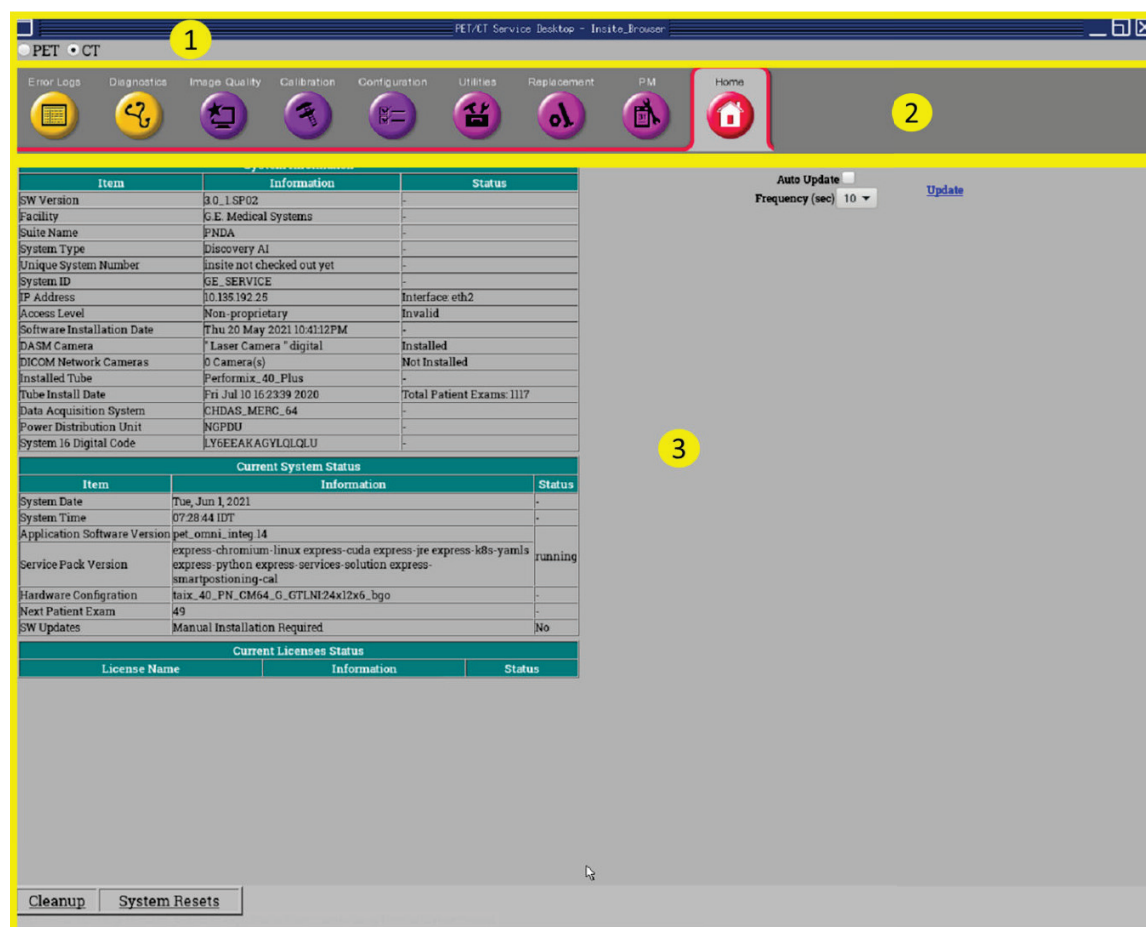 PET/CT Service Desktop - Insite_Browser
1
PET CT
Error Logs Diagnostics Image Quality Calibration Configuration Utilities Replacement PM Home
2
Item Information Status
SW Version 3.0_1.SP02 -
Facility G.E. Medical Systems -
Suite Name PNDA -
System Type Discovery AI -
Unique System Number insite not checked out yet -
System ID GE_SERVICE -
IP Address 10.135.192.25 Interface: eth2
Access Level Non-proprietary Invalid
Software Installation Date Thu 20 May 2021 10:41:12PM -
DASM Camera " Laser Camera " digital Installed
DICOM Network Cameras 0 Camera(s) Not Installed
Installed Tube Performix_40_Plus -
Tube Install Date Fri Jul 10 16:23:39 2020 Total Patient Exams: 1117
Data Acquisition System CHDAS_MERC_64 -
Power Distribution Unit NGPDU -
System 16 Digital Code LY6EEAKAGYLQLQLU -
Auto Update
Frequency (sec) 10
Update
3
Current System Status
Item Information Status
System Date Tue, Jun 1, 2021 -
System Time 07:28:44 IDT -
Application Software Version pet_omni_integ.14
Service Pack Version express-chromium-linux express-cuda express-jre express-k8s-yamls
express-python express-services-solution express-
smartpostioning-cal
running
Hardware Configration taix_40_PN_CM64_G_GTLNI:24x12x6_bgo -
Next Patient Exam 49 -
SW Updates Manual Installation Required No
Current Licenses Status
License Name Information Status
Cleanup System Resets